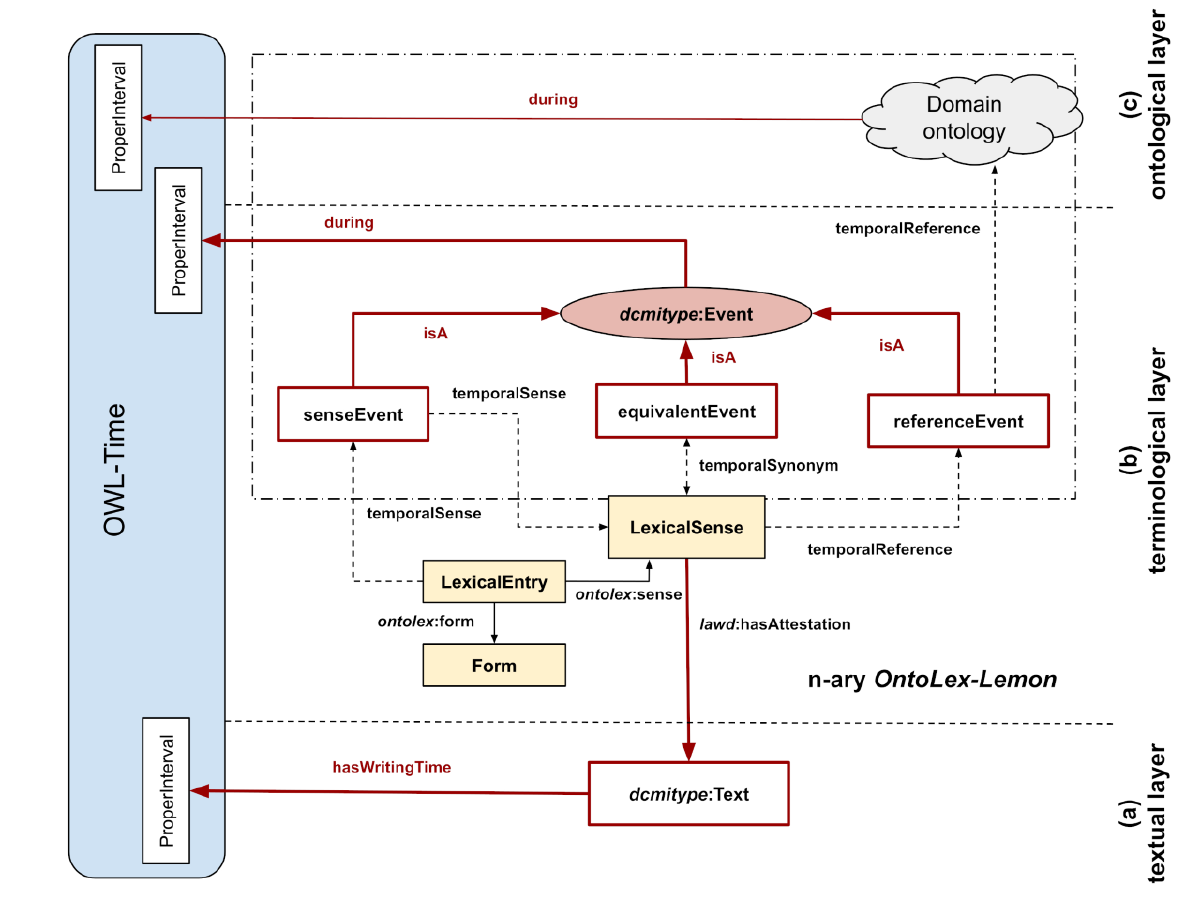 (c)
ontological layer
ProperInterval
during
Domain
ontology
ProperInterval
during
temporalReference
dcmitype:Event
isA
isA
isA
temporalSense
senseEvent
equivalentEvent
referenceEvent
(b)
terminological layer
OWL-Time
temporalSynonym
temporalSense
LexicalSense
temporalReference
LexicalEntry
ontolex:sense
ontolex:form
lawd:hasAttestation
Form
n-ary OntoLex-Lemon
ProperInterval
hasWritingTime
dcmitype:Text
(a)
textual layer